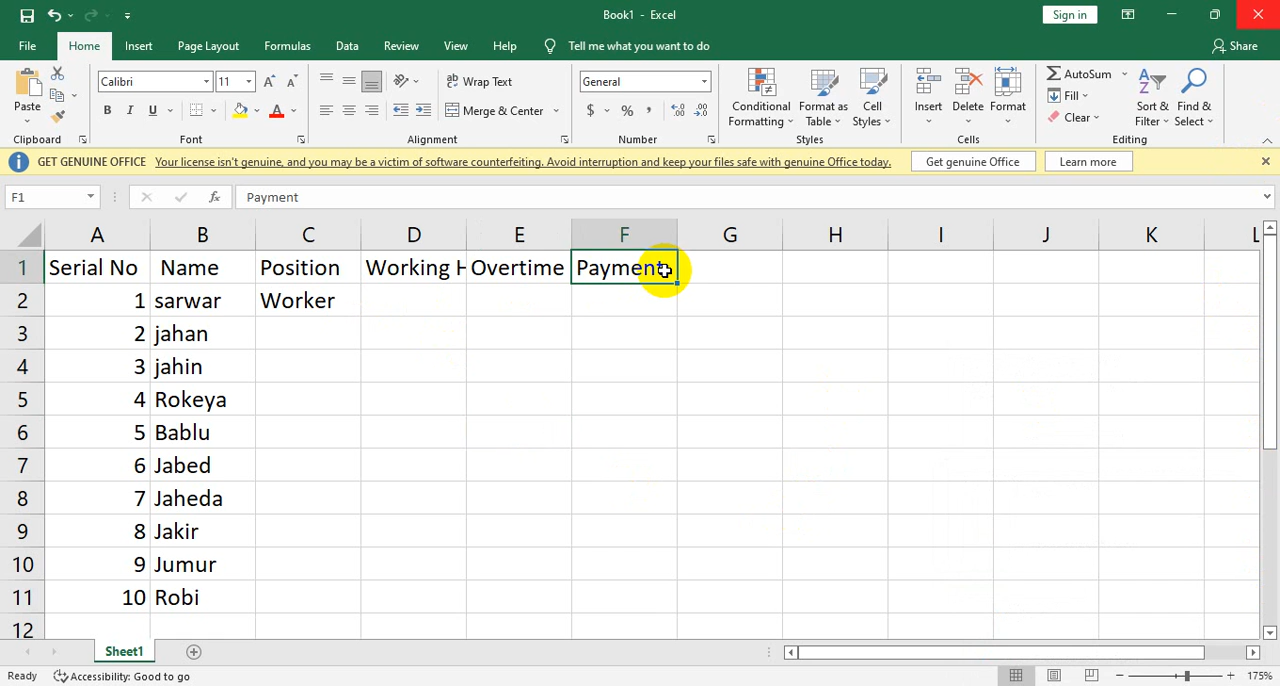 Book1 - Excel
Sign in
File Home Insert Page Layout Formulas Data Review View Help Tell me what you want to do
Share
Paste
Clipboard
Calibri 11
B I U
Font
Wrap Text
Merge & Center
Alignment
General
$ % ,
Number
Conditional Formatting
Format as Table
Cell Styles
Styles
Insert Delete Format
Cells
AutoSum
Fill
Clear
Sort & Filter
Find & Select
Editing
GET GENUINE OFFICE Your license isn't genuine, and you may be a victim of software counterfeiting. Avoid interruption and keep your files safe with genuine Office today. Get genuine Office Learn more
F1 fx Payment
A B C D E F G H I J K L
1 Serial No Name Position Working H Overtime Payment
2 1 sarwar Worker
3 2 jahan
4 3 jahin
5 4 Rokeya
6 5 Bablu
7 6 Jabed
8 7 Jaheda
9 8 Jakir
10 9 Jumur
11 10 Robi
12
Sheet1
Ready Accessibility: Good to go 175%